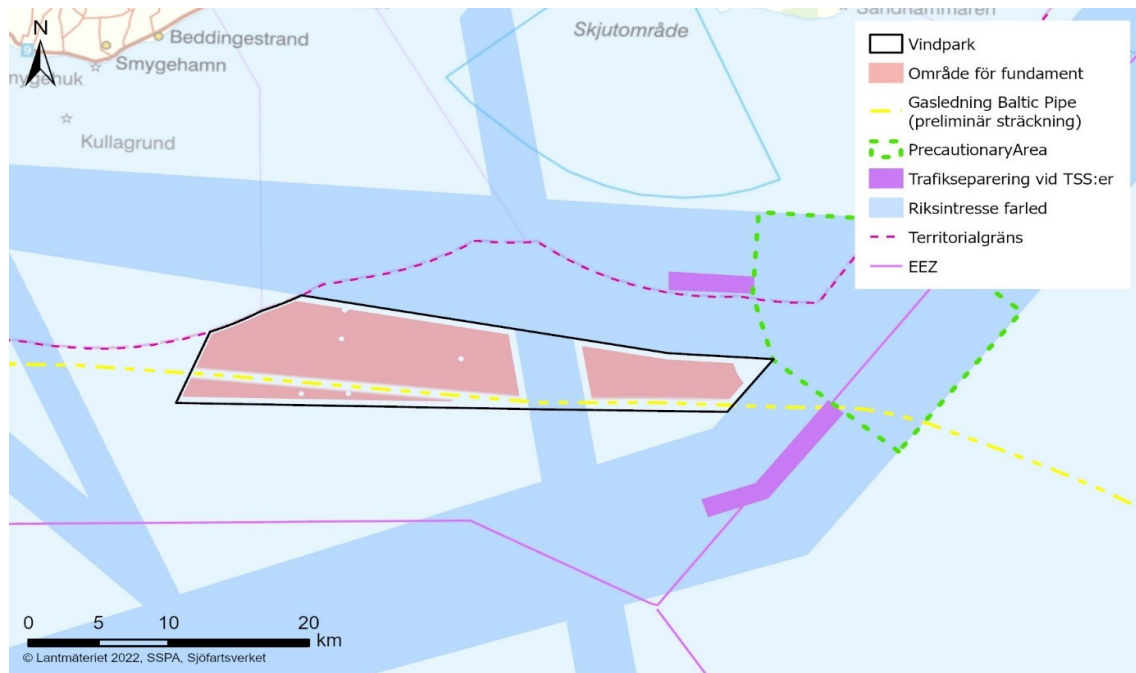 N
Beddingestrand
Smygehamn
Kullagrund
Skjutområde
Sandhammaren
Vindpark
Område för fundament
Gasledning Baltic Pipe
(preliminär sträckning)
PrecautionaryArea
Trafikseparering vid TSS:er
Riksintresse farled
Territorialgräns
EEZ
0 5 10 20
km
© Lantmäteriet 2022, SSPA, Sjöfartsverket